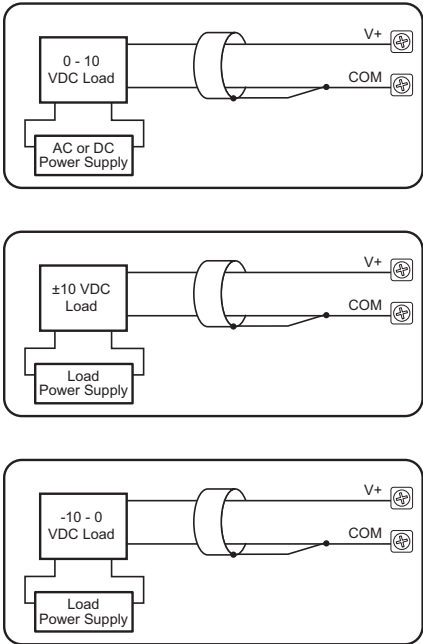 V+
0 - 10
VDC Load
COM
AC or DC
Power Supply
V+
±10 VDC
Load
COM
Load
Power Supply
V+
-10 - 0
VDC Load
COM
Load
Power Supply